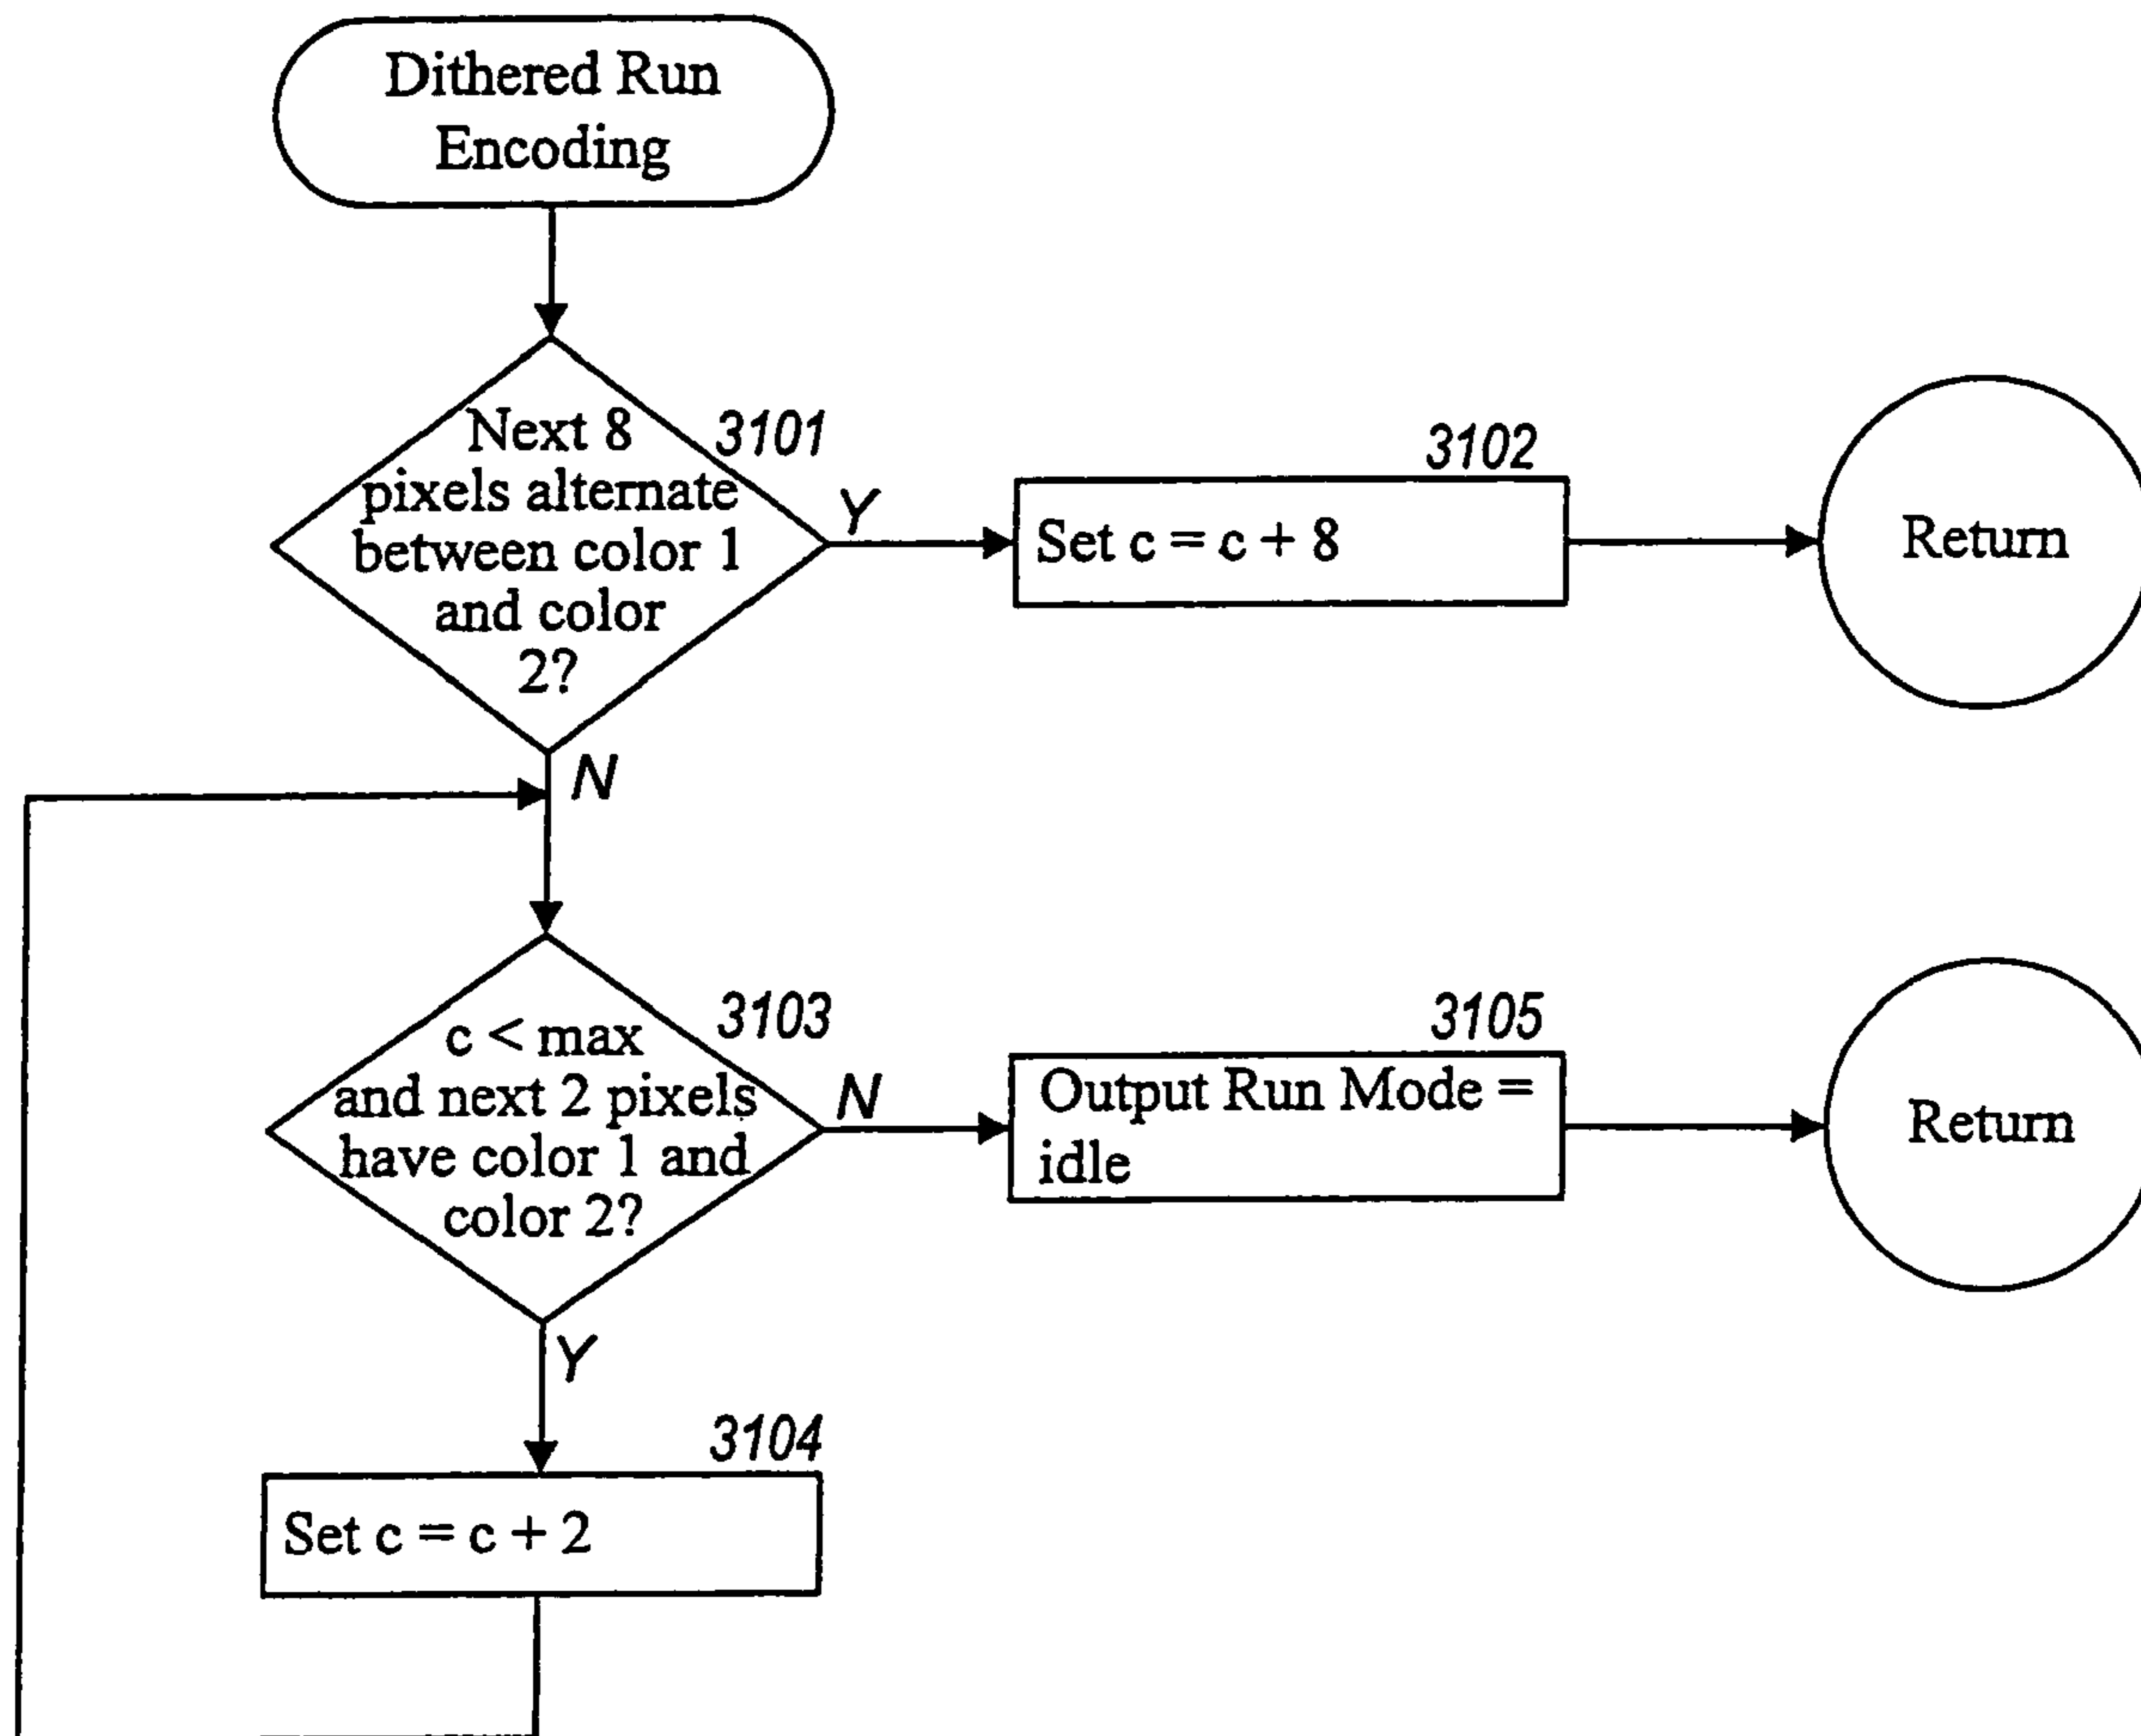 Dithered Run
Encoding
Next 8
pixels alternate
between color 1
and color
2?
3101
Y
3102
Set c = c + 8
Return
N
c < max
and next 2 pixels
have color 1 and
color 2?
3103
N
3105
Output Run Mode =
idle
Return
Y
3104
Set c = c + 2